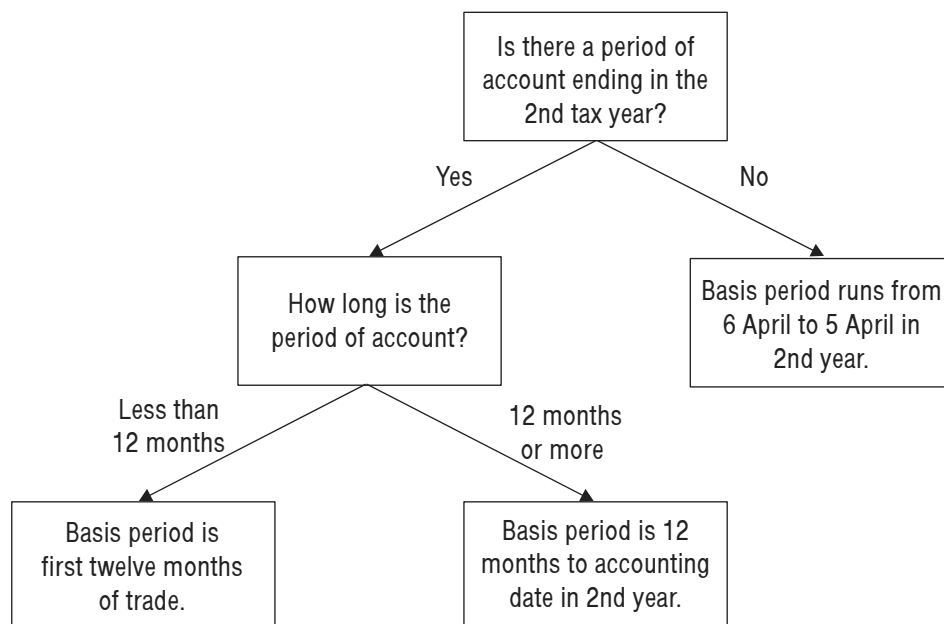 Is there a period of
account ending in the
2nd tax year?
Yes
No
How long is the
period of account?
Basis period runs from
6 April to 5 April in
2nd year.
Less than
12 months
12 months
or more
Basis period is
first twelve months
of trade.
Basis period is 12
months to accounting
date in 2nd year.